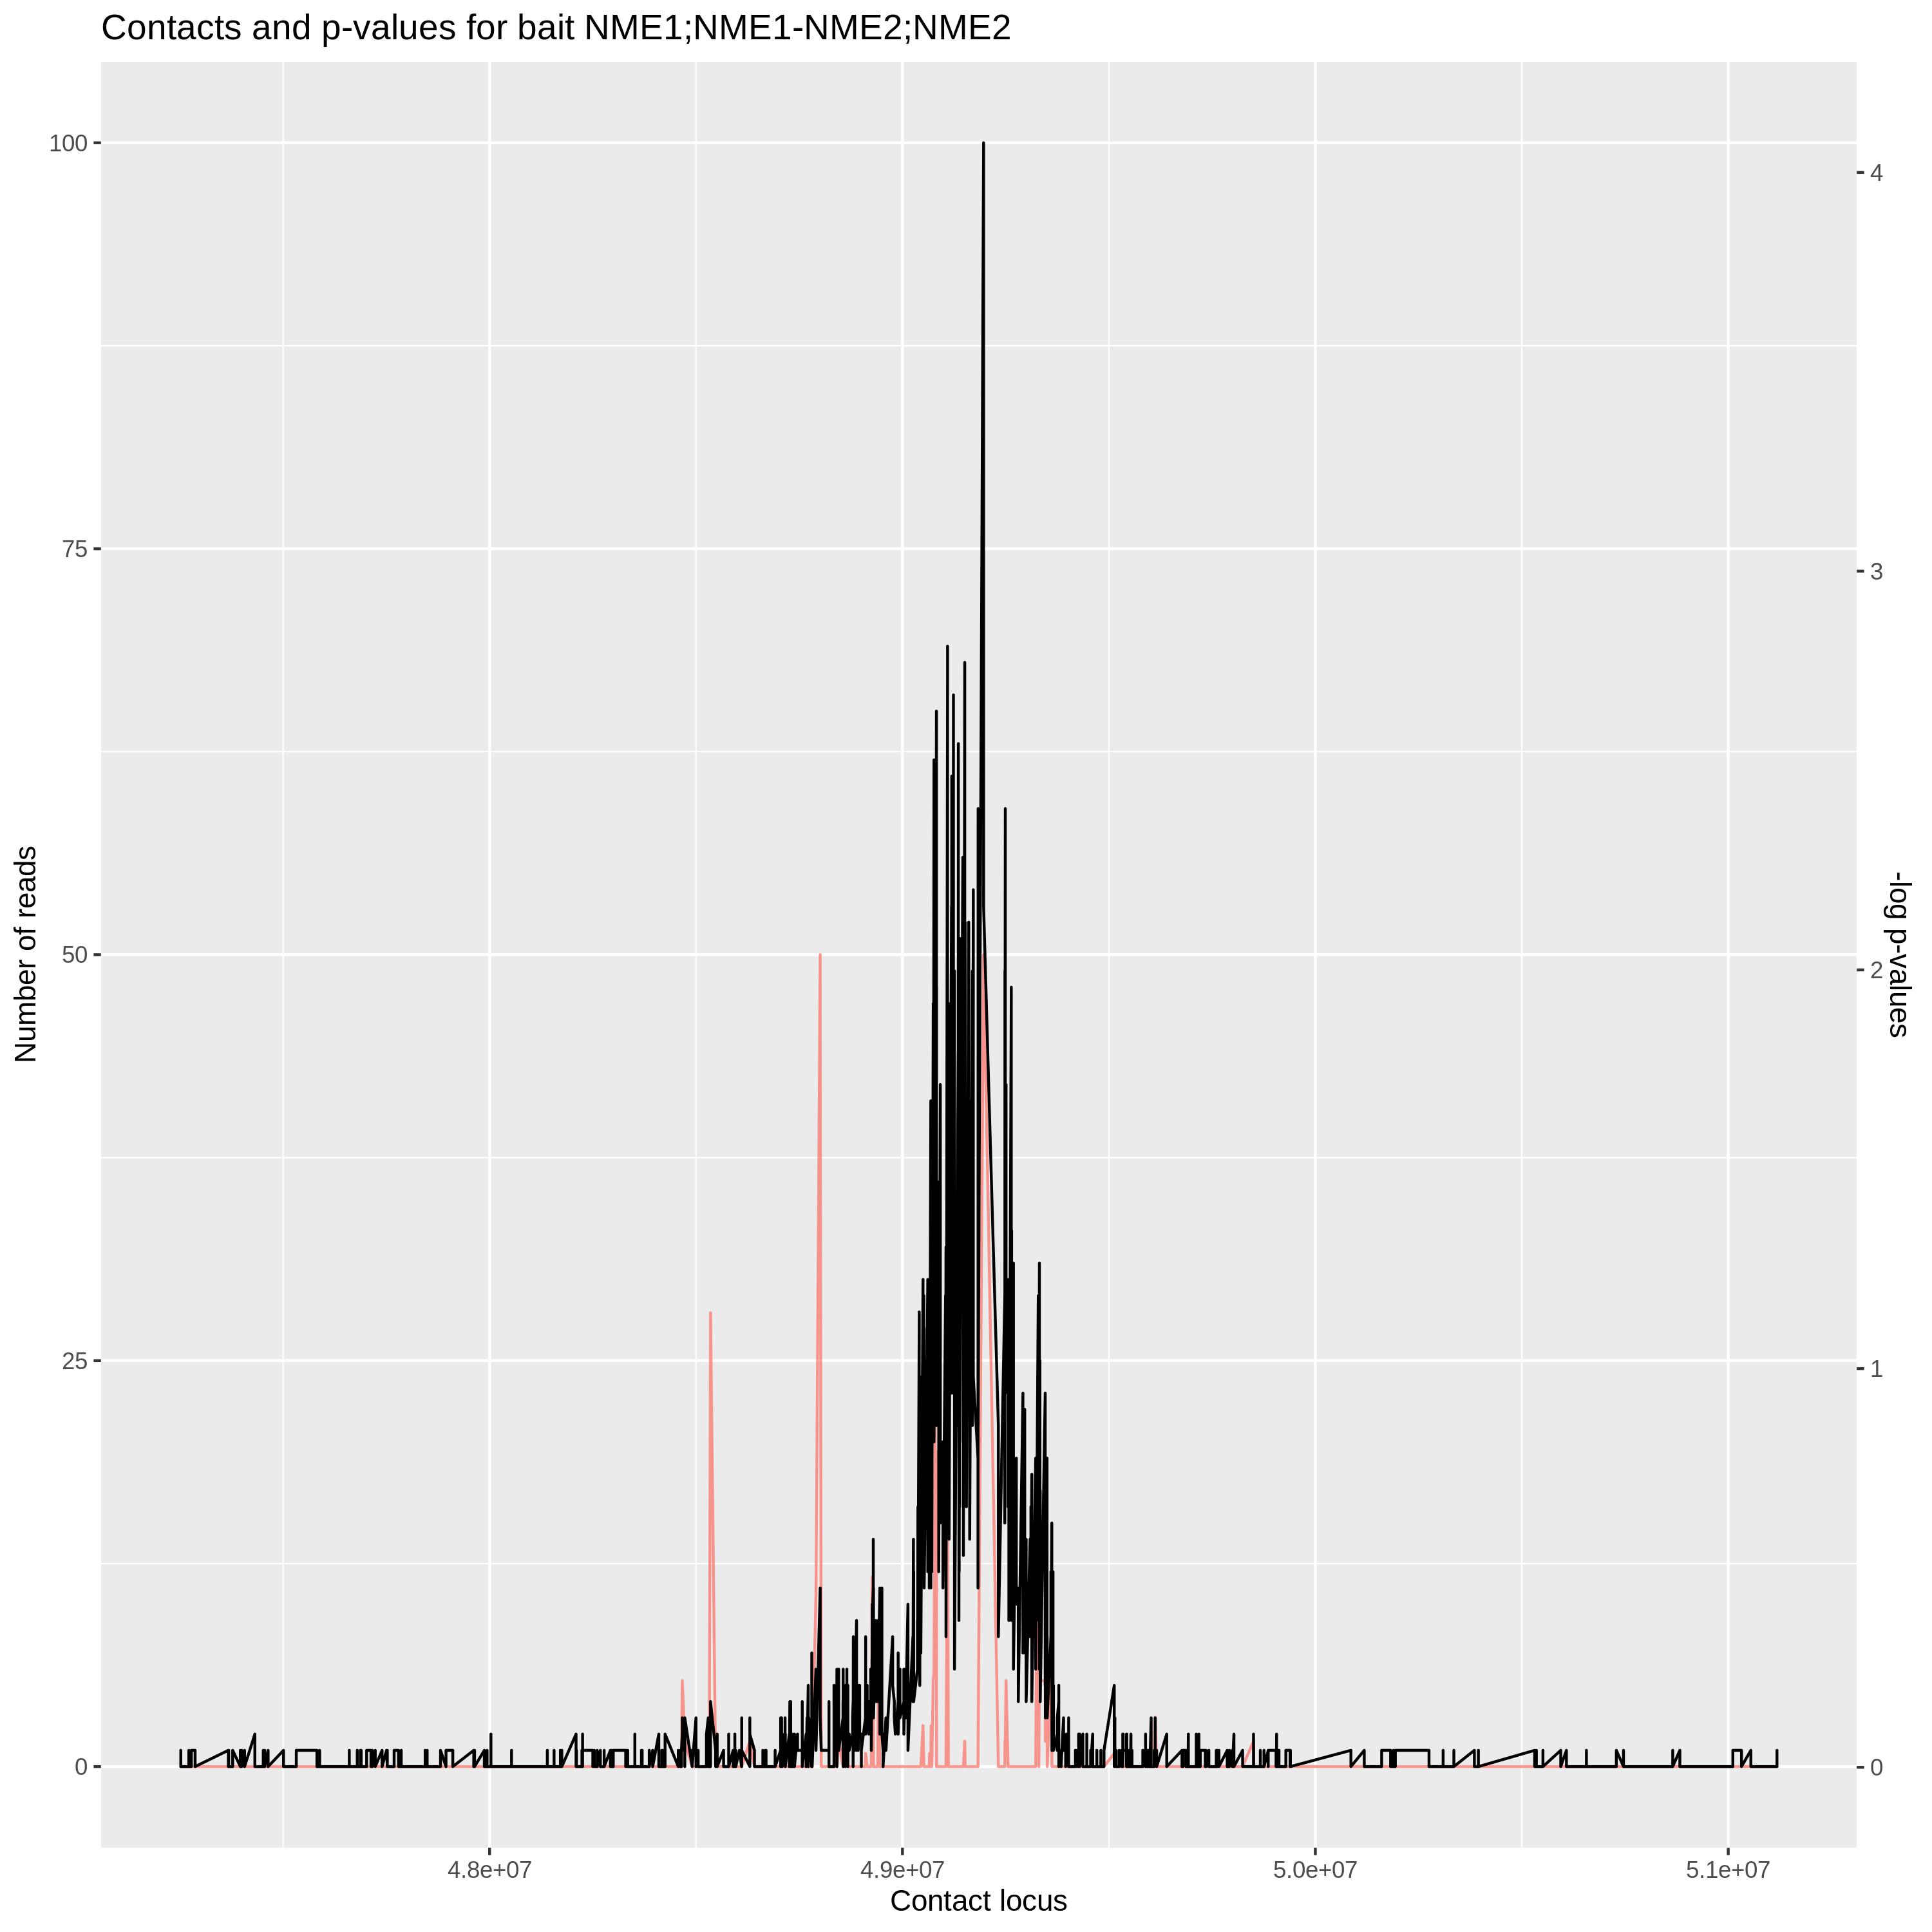 Contacts and p-values for bait NME1;NME1-NME2;NME2
100
75
50
25
0
Number of reads
4
3
2
1
0
-log p-values
4.8e+07 4.9e+07 5.0e+07 5.1e+07
Contact locus